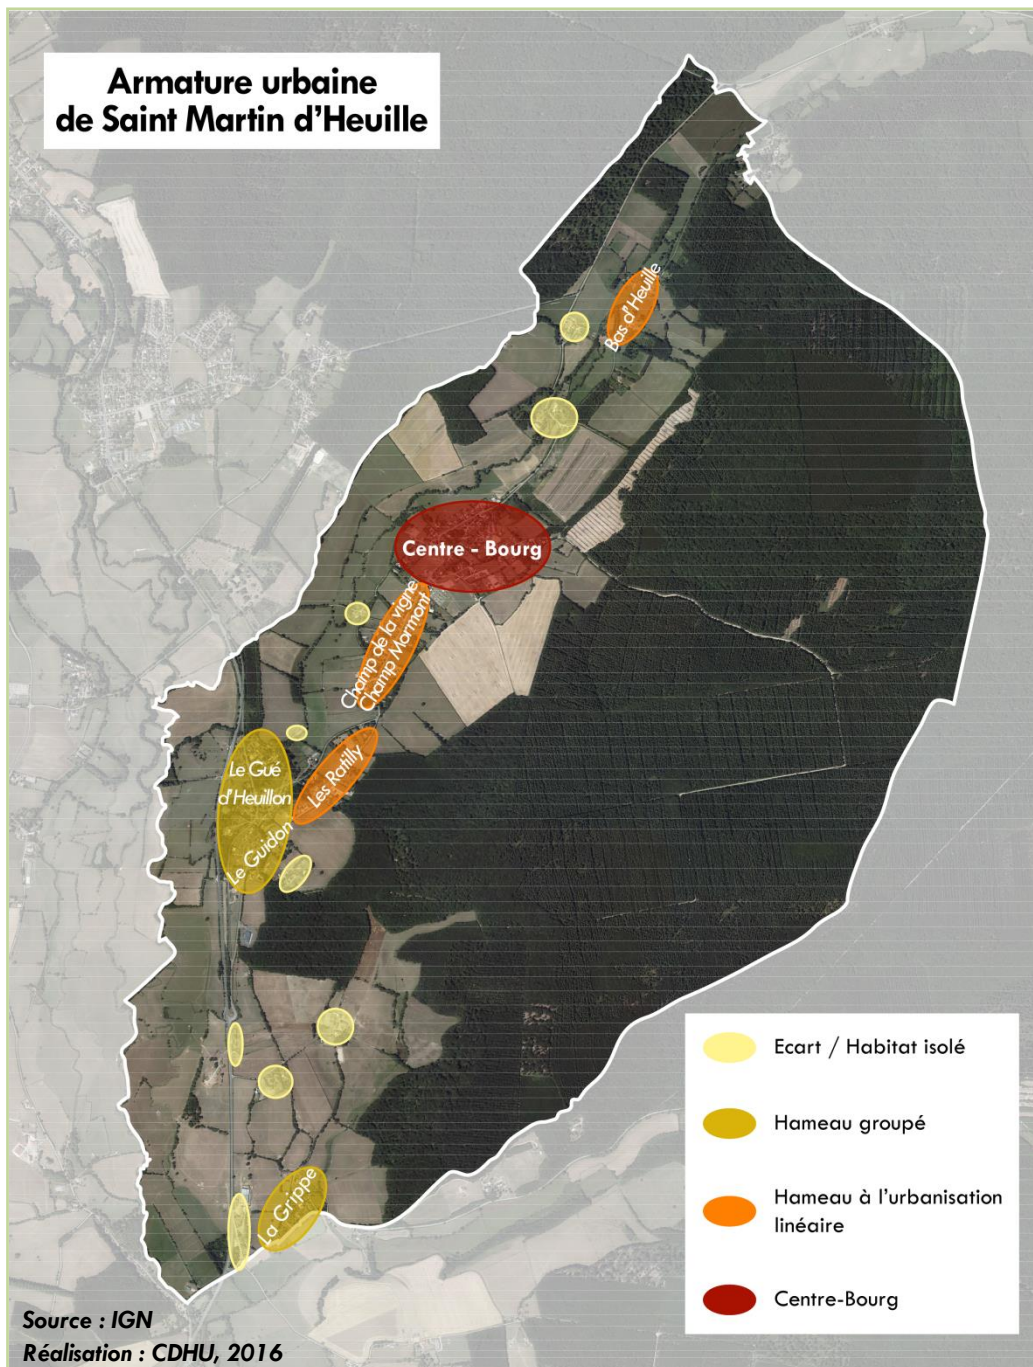 Armature urbaine
de Saint Martin d'Heuille
Bas d'Heuille
Centre - Bourg
Champ de la vigne
Champ Mormont
Les Ratilly
Le Gué
d'Heuillon
Le Guidon
La Grippe
Ecart / Habitat isolé
Hameau groupé
Hameau à l'urbanisation
linéaire
Centre-Bourg
Source : IGN
Réalisation : CDHU, 2016